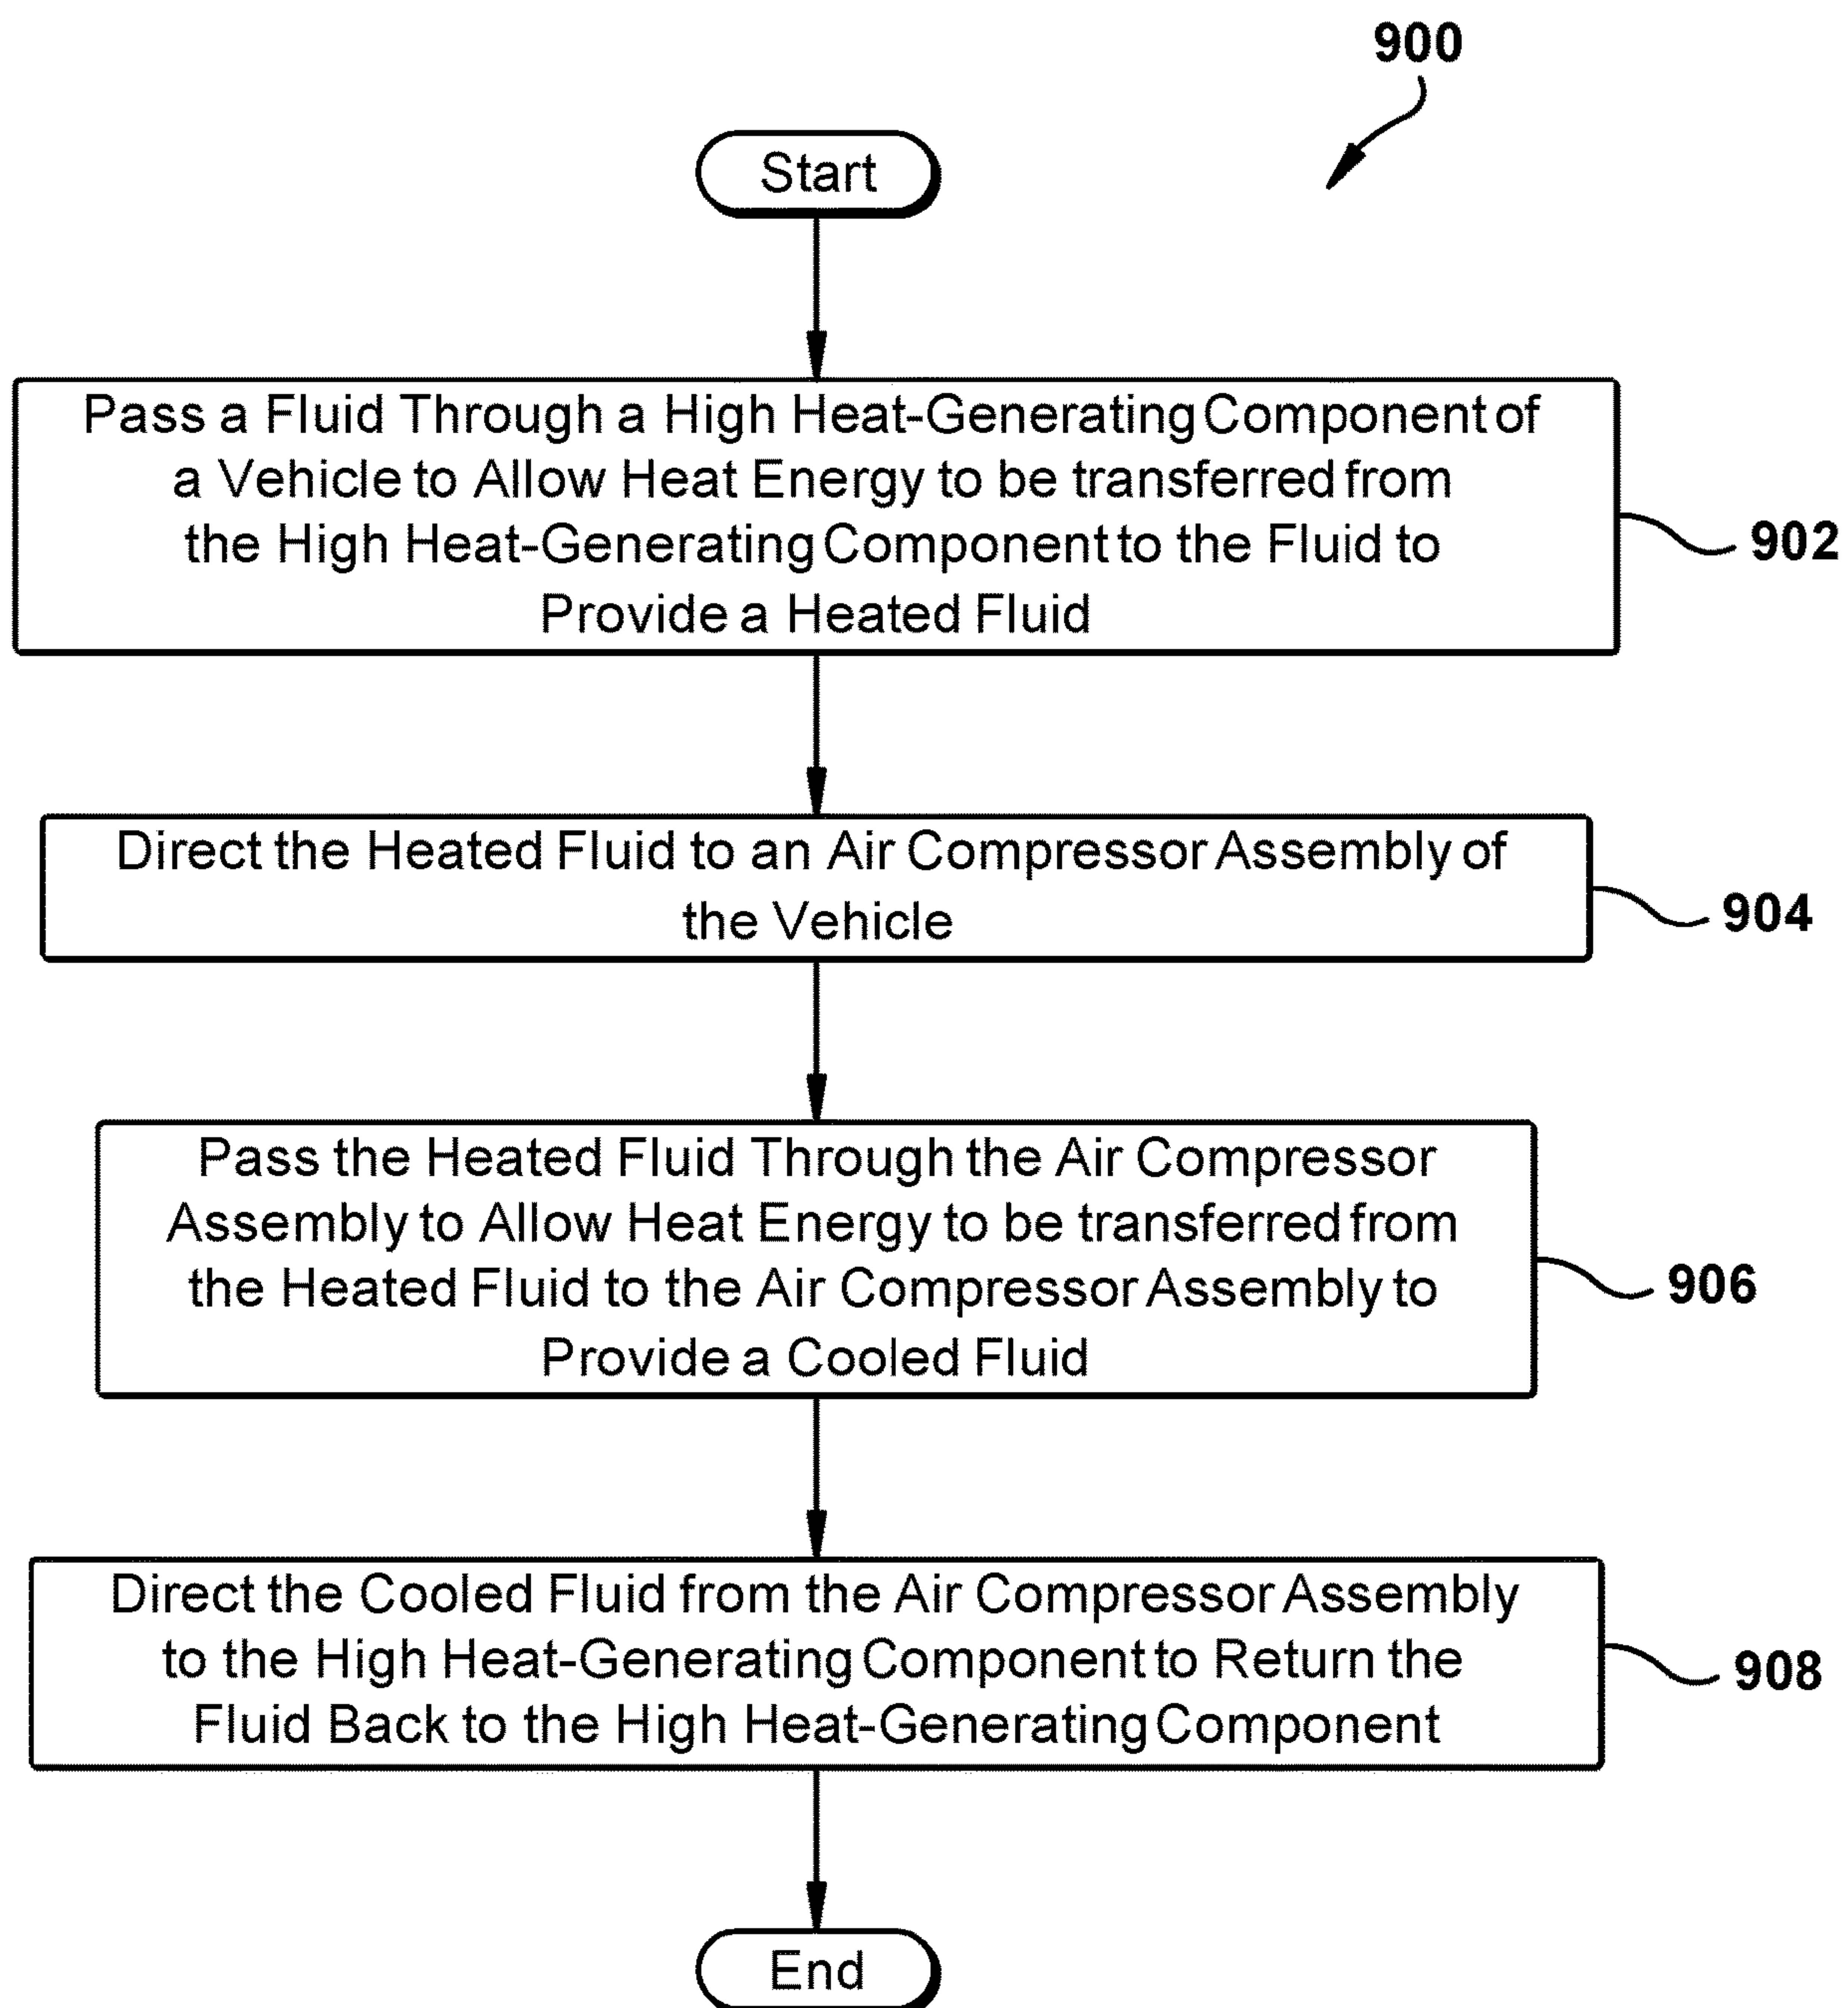 900
Start
Pass a Fluid Through a High Heat-Generating Component of
a Vehicle to Allow Heat Energy to be transferred from
the High Heat-Generating Component to the Fluid to
Provide a Heated Fluid
902
Direct the Heated Fluid to an Air Compressor Assembly of
the Vehicle
904
Pass the Heated Fluid Through the Air Compressor
Assembly to Allow Heat Energy to be transferred from
the Heated Fluid to the Air Compressor Assembly to
Provide a Cooled Fluid
906
Direct the Cooled Fluid from the Air Compressor Assembly
to the High Heat-Generating Component to Return the
Fluid Back to the High Heat-Generating Component
908
End